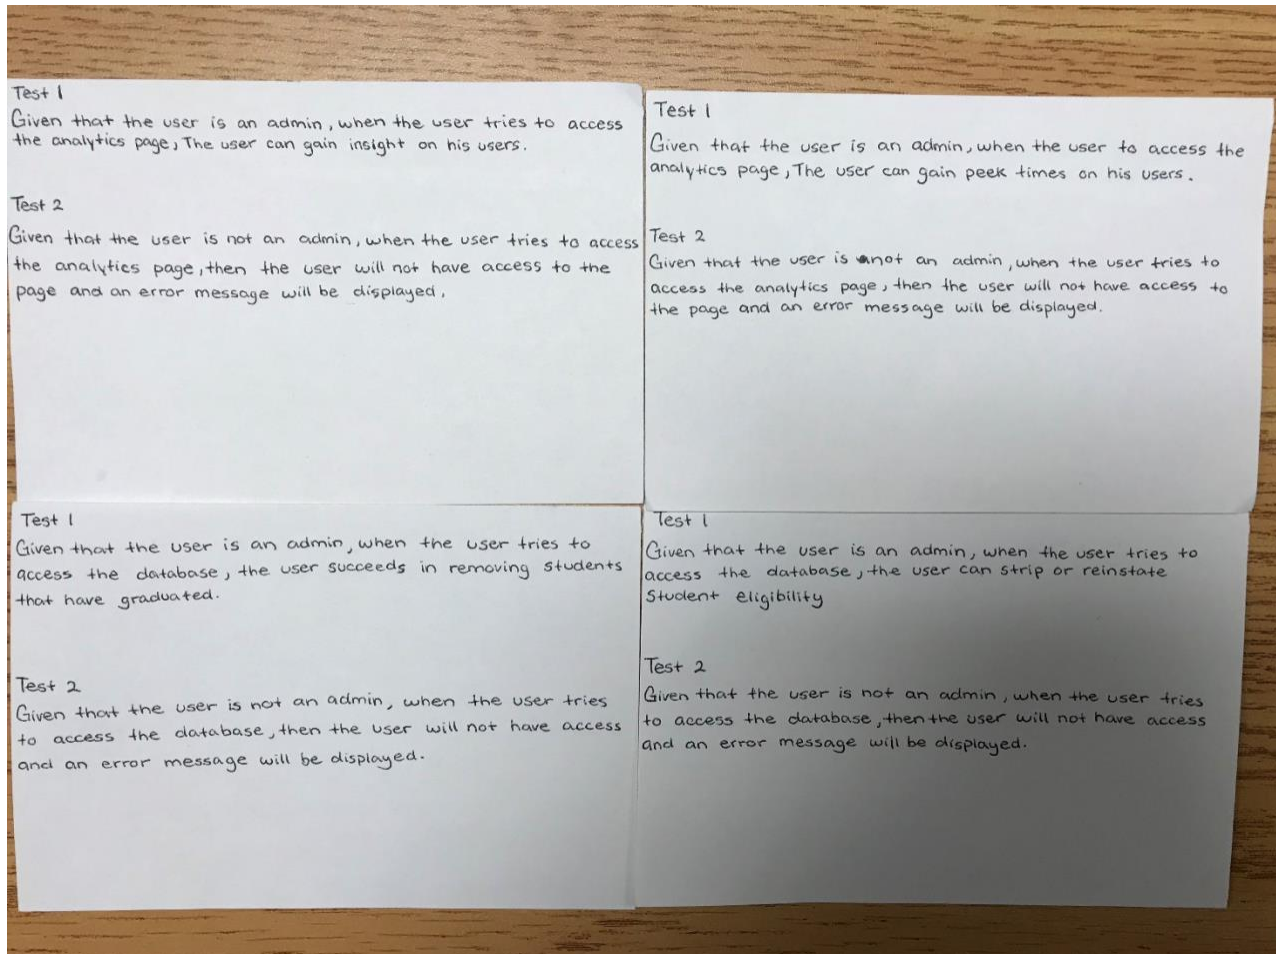 Test 1
Given that the user is an admin, when the user tries to access
the analytics page, The user can gain insight on his users.
Test 2
Given that the user is not an admin, when the user tries to access
the analytics page, then the user will not have access to the
page and an error message will be displayed.
Test 1
Given that the user is an admin, when the user to access the
analytics page, The user can gain peek times on his users.
Test 2
Given that the user is not an admin, when the user tries to
access the analytics page, then the user will not have access to
the page and an error message will be displayed.
Test 1
Given that the user is an admin, when the user tries to
access the database, the user succeeds in removing students
that have graduated.
Test 2
Given that the user is not an admin, when the user tries
to access the database, then the user will not have access
and an error message will be displayed.
Test 1
Given that the user is an admin, when the user tries to
access the database, the user can strip or reinstate
Student eligibility
Test 2
Given that the user is not an admin, when the user tries
to access the database, then the user will not have access
and an error message will be displayed.